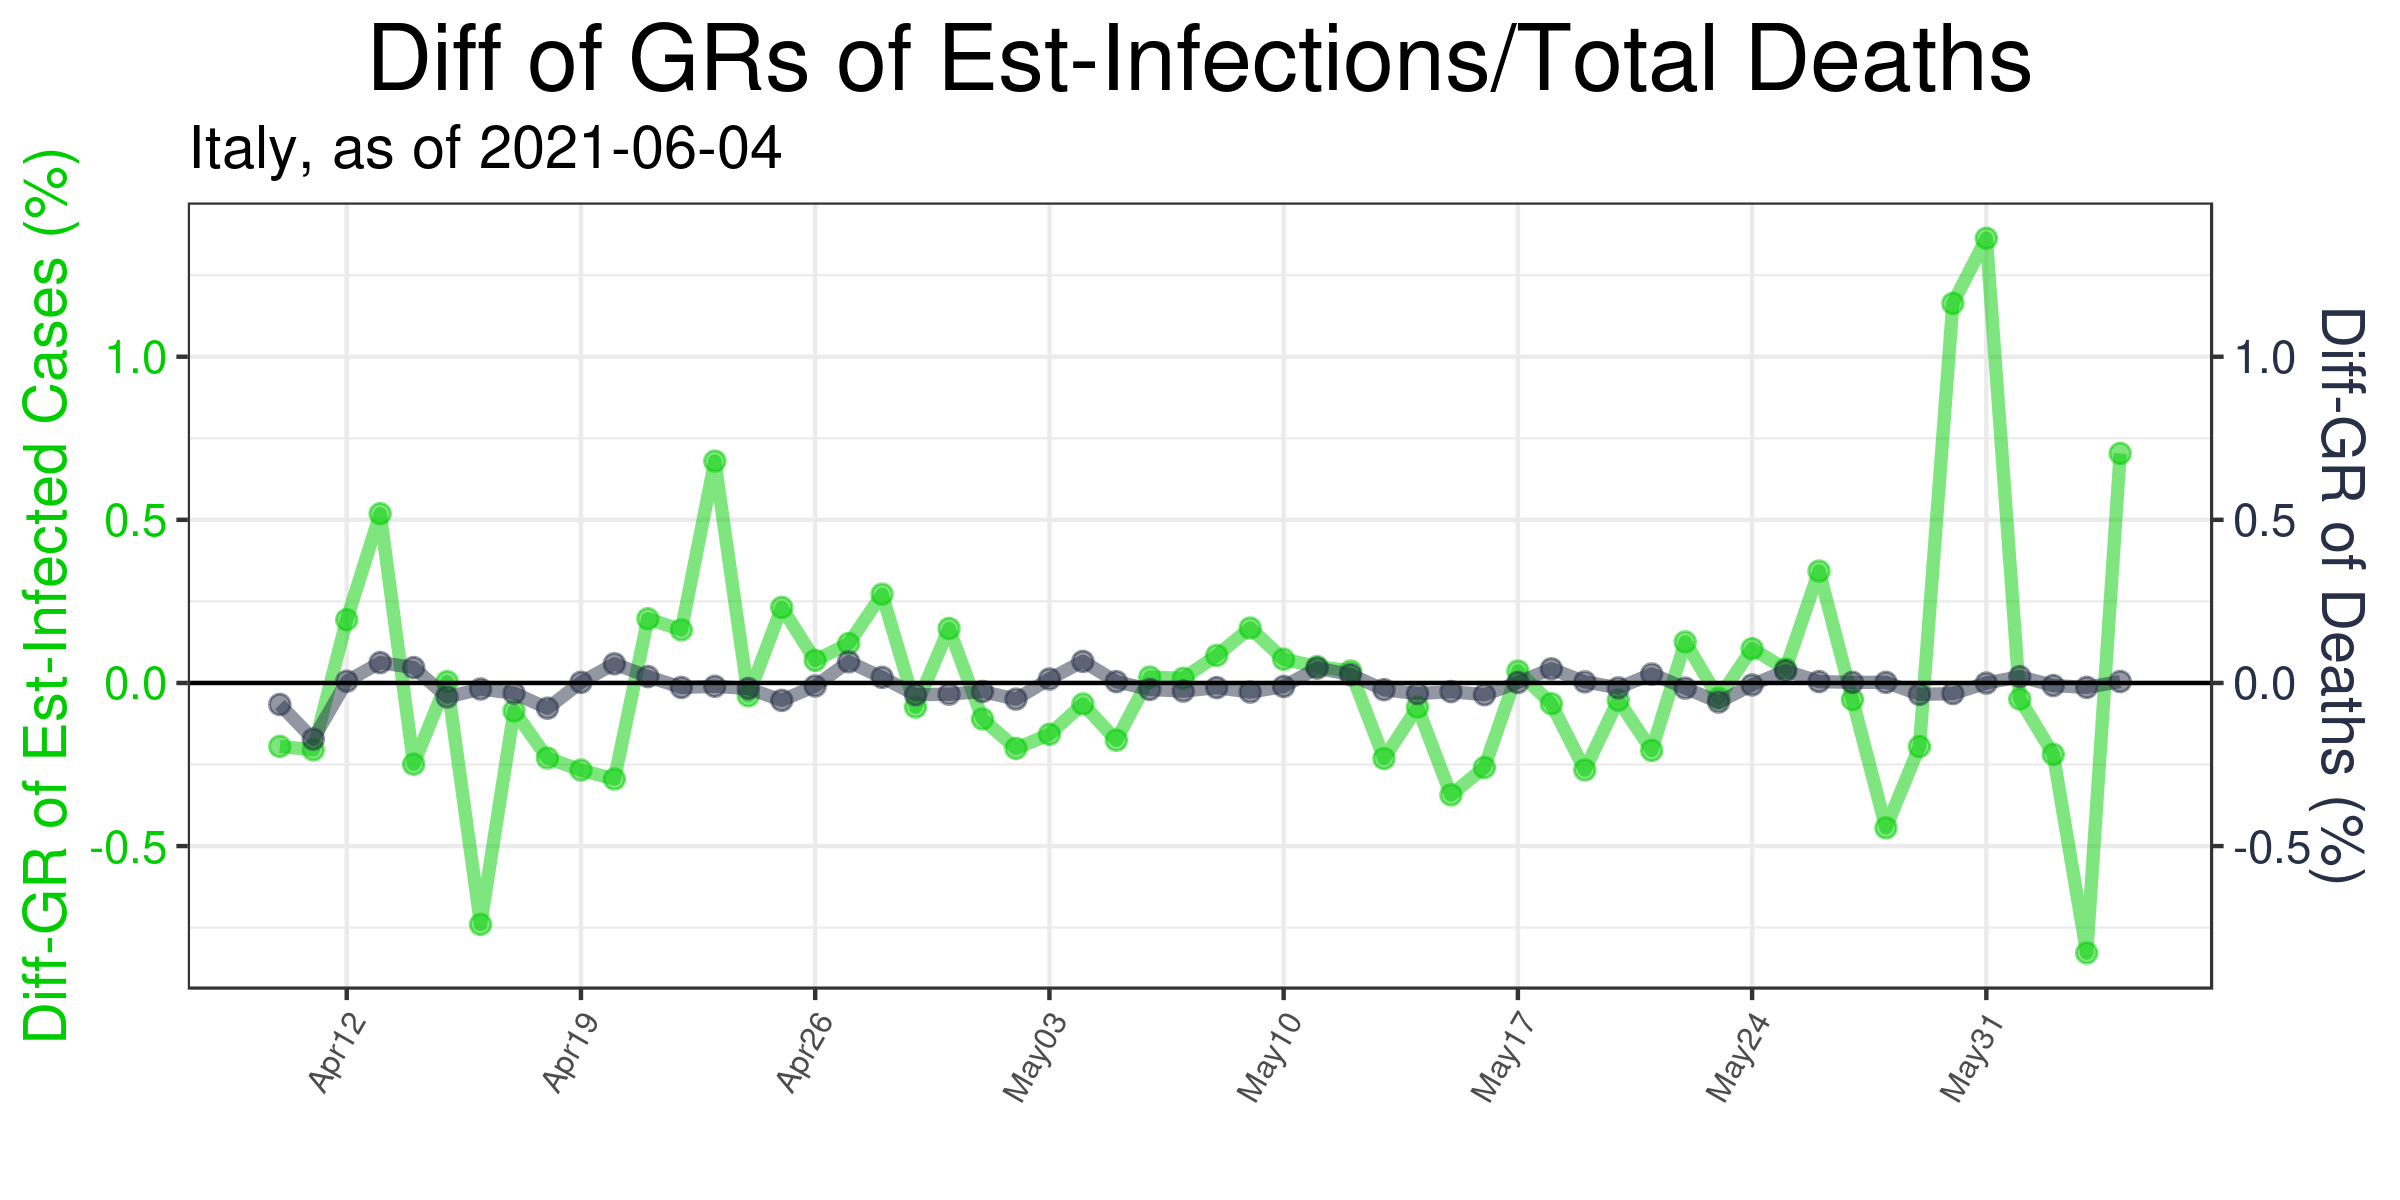 Diff of GRs of Est-Infections/Total Deaths
Italy, as of 2021-06-04
Diff-GR of Est-Infected Cases (%)
1.0
0.5
0.0
-0.5
1.0
0.5
0.0
-0.5
Diff-GR of Deaths (%)
Apr12
Apr19
Apr26
May03
May10
May17
May24
May31